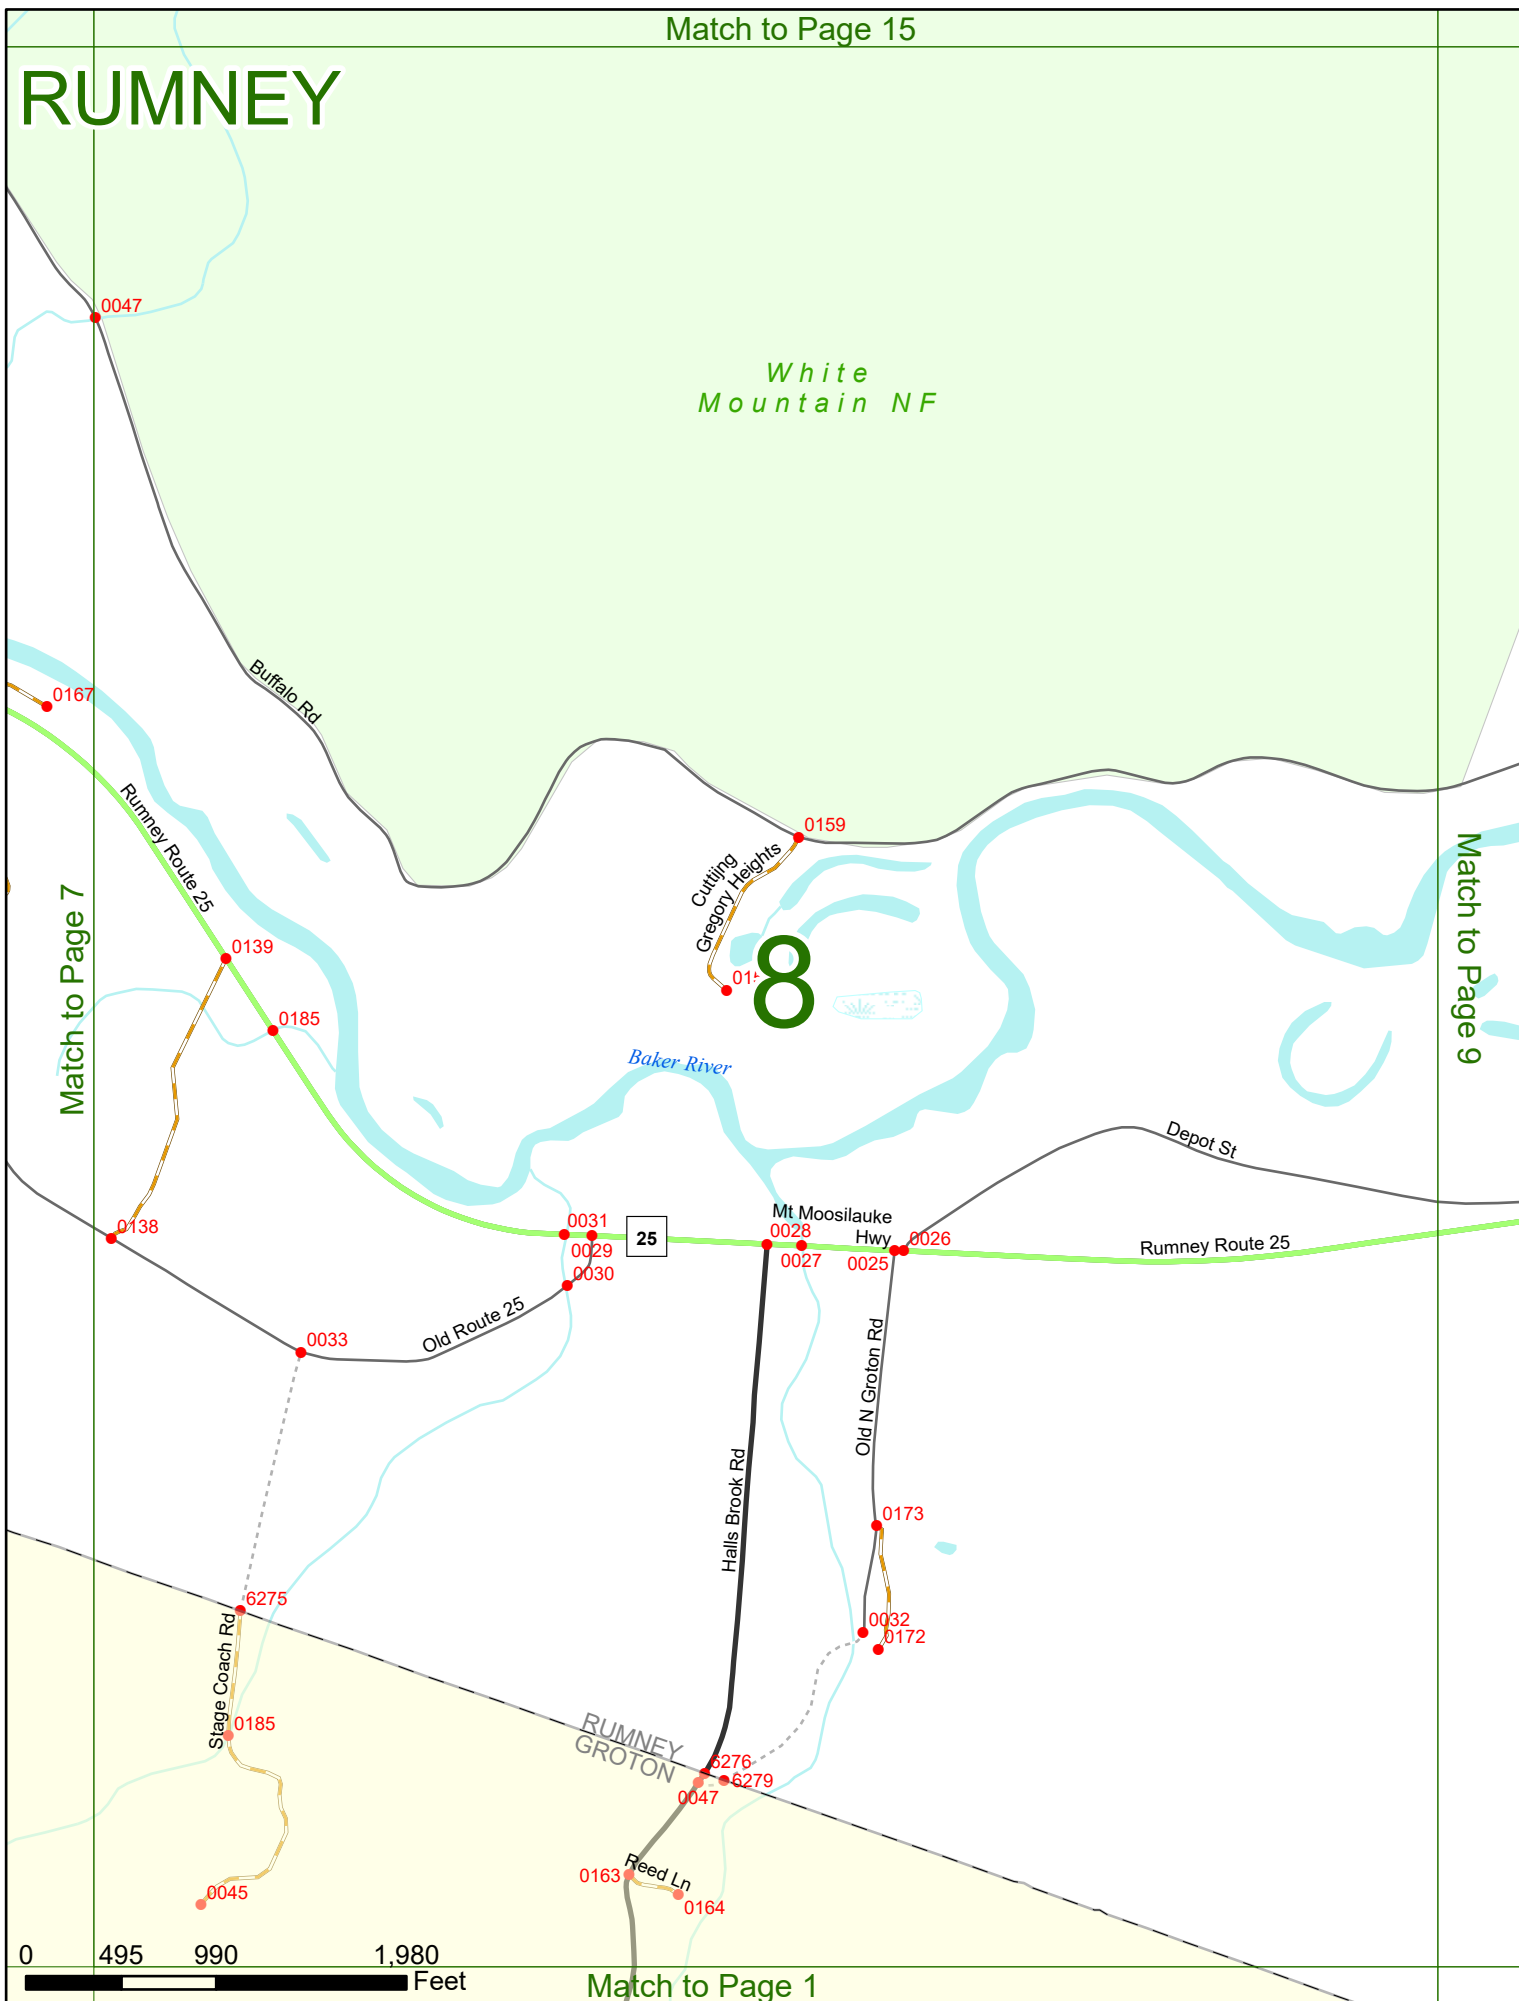 Match to Page 15
RUMNEY
0047
White
Mountain NF
Buffalo Rd
0167
Rumney Route 25
0159
Cuttijng
Gregory Heights
Match to Page 7
Match to Page 9
0139
8
0185
Baker River
Depot St
0138
0031
0029
25
Mt Moosilauke
Hwy
0028
0027
0026
0025
Rumney Route 25
0030
Old Route 25
0033
Old N Groton Rd
Halls Brook Rd
0173
6275
0032
0172
Stage Coach Rd
0185
RUMNEY
GROTON
6276
6279
0047
0163
Reed Ln
0164
0045
0 495 990 1,980
Feet
Match to Page 1